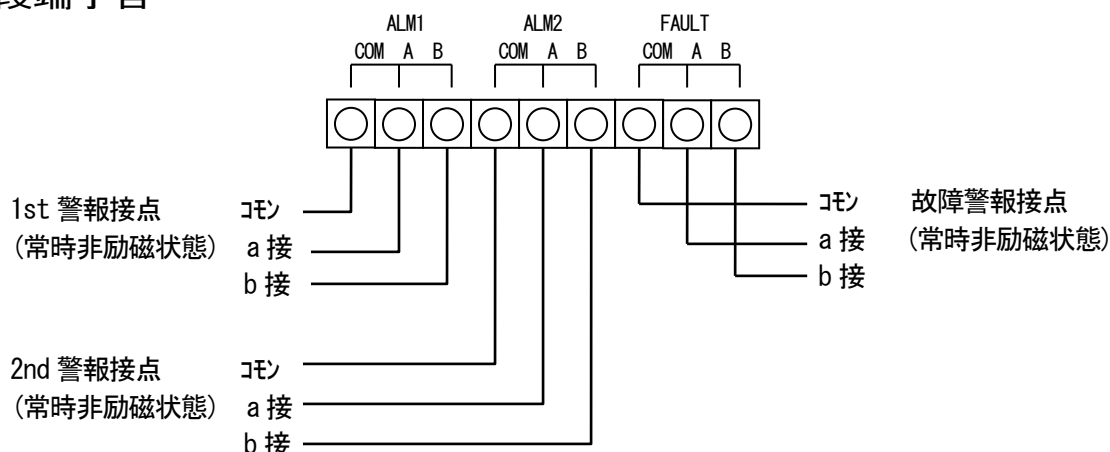 段端子台
ALM1 ALM2 FAULT
COM A B COM A B COM A B
1st 警報接点 コモン
(常時非励磁状態) a 接
b 接
コモン 故障警報接点
a 接 (常時非励磁状態)
b 接
2nd 警報接点 コモン
(常時非励磁状態) a 接
b 接